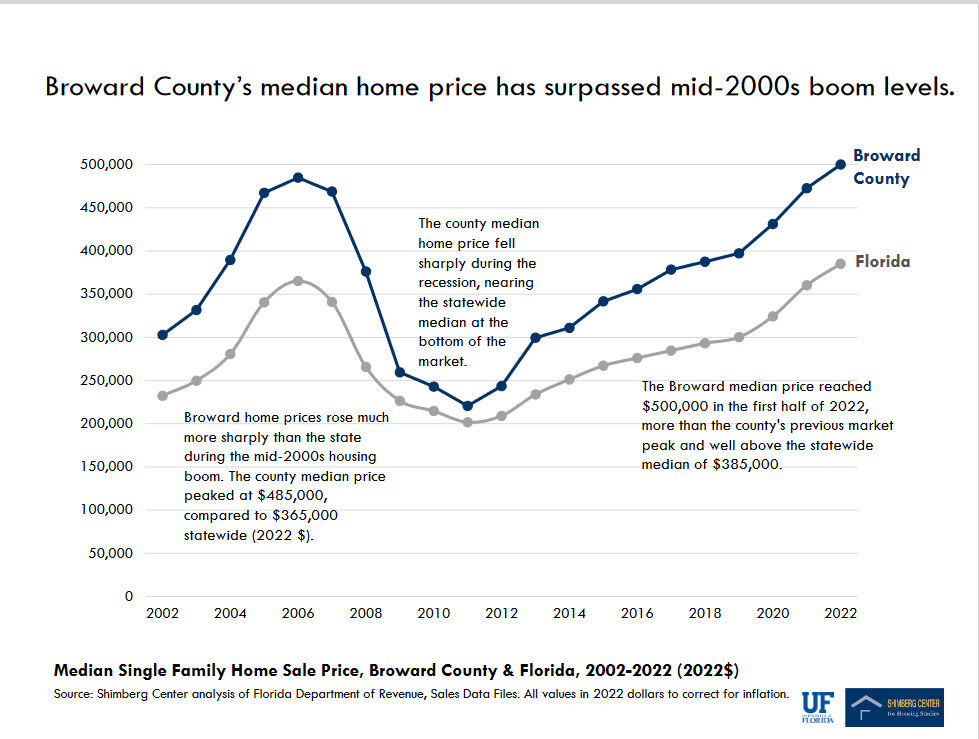 Broward County's median home price has surpassed mid-2000s boom levels.
500,000
450,000
400,000
350,000
300,000
250,000
200,000
150,000
100,000
50,000
0
2002 2004 2006 2008 2010 2012 2014 2016 2018 2020 2022
Broward
County
Florida
The county median
home price fell
sharply during the
recession, nearing
the statewide
median at the
bottom of the
market.
Broward home prices rose much
more sharply than the state
during the mid-2000s housing
boom. The county median price
peaked at $485,000,
compared to $365,000
statewide (2022 $).
The Broward median price reached
$500,000 in the first half of 2022,
more than the county's previous market
peak and well above the statewide
median of $385,000.
Median Single Family Home Sale Price, Broward County & Florida, 2002-2022 (2022$)
Source: Shimberg Center analysis of Florida Department of Revenue, Sales Data Files. All values in 2022 dollars to correct for inflation.
UF
FLORIDA
SHIMBERG CENTER
for Housing Studies